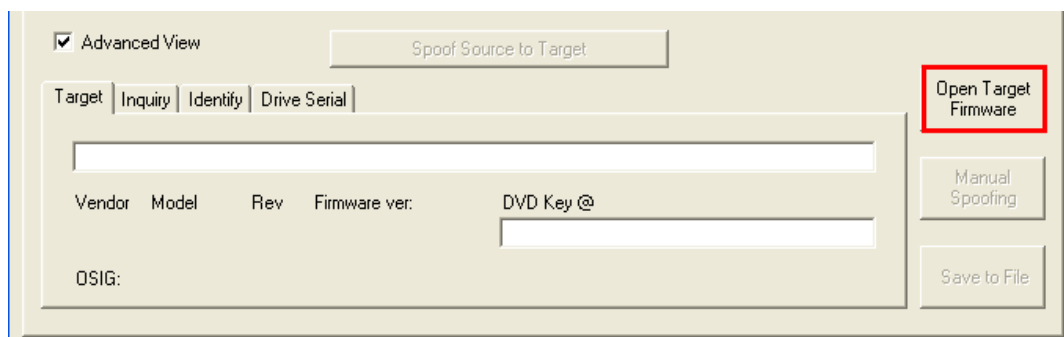 Advanced View
Spoof Source to Target
Target Inquiry Identify Drive Serial
Open Target
Firmware
Vendor Model Rev Firmware ver: DVD Key @
Manual
Spoofing
OSIG:
Save to File